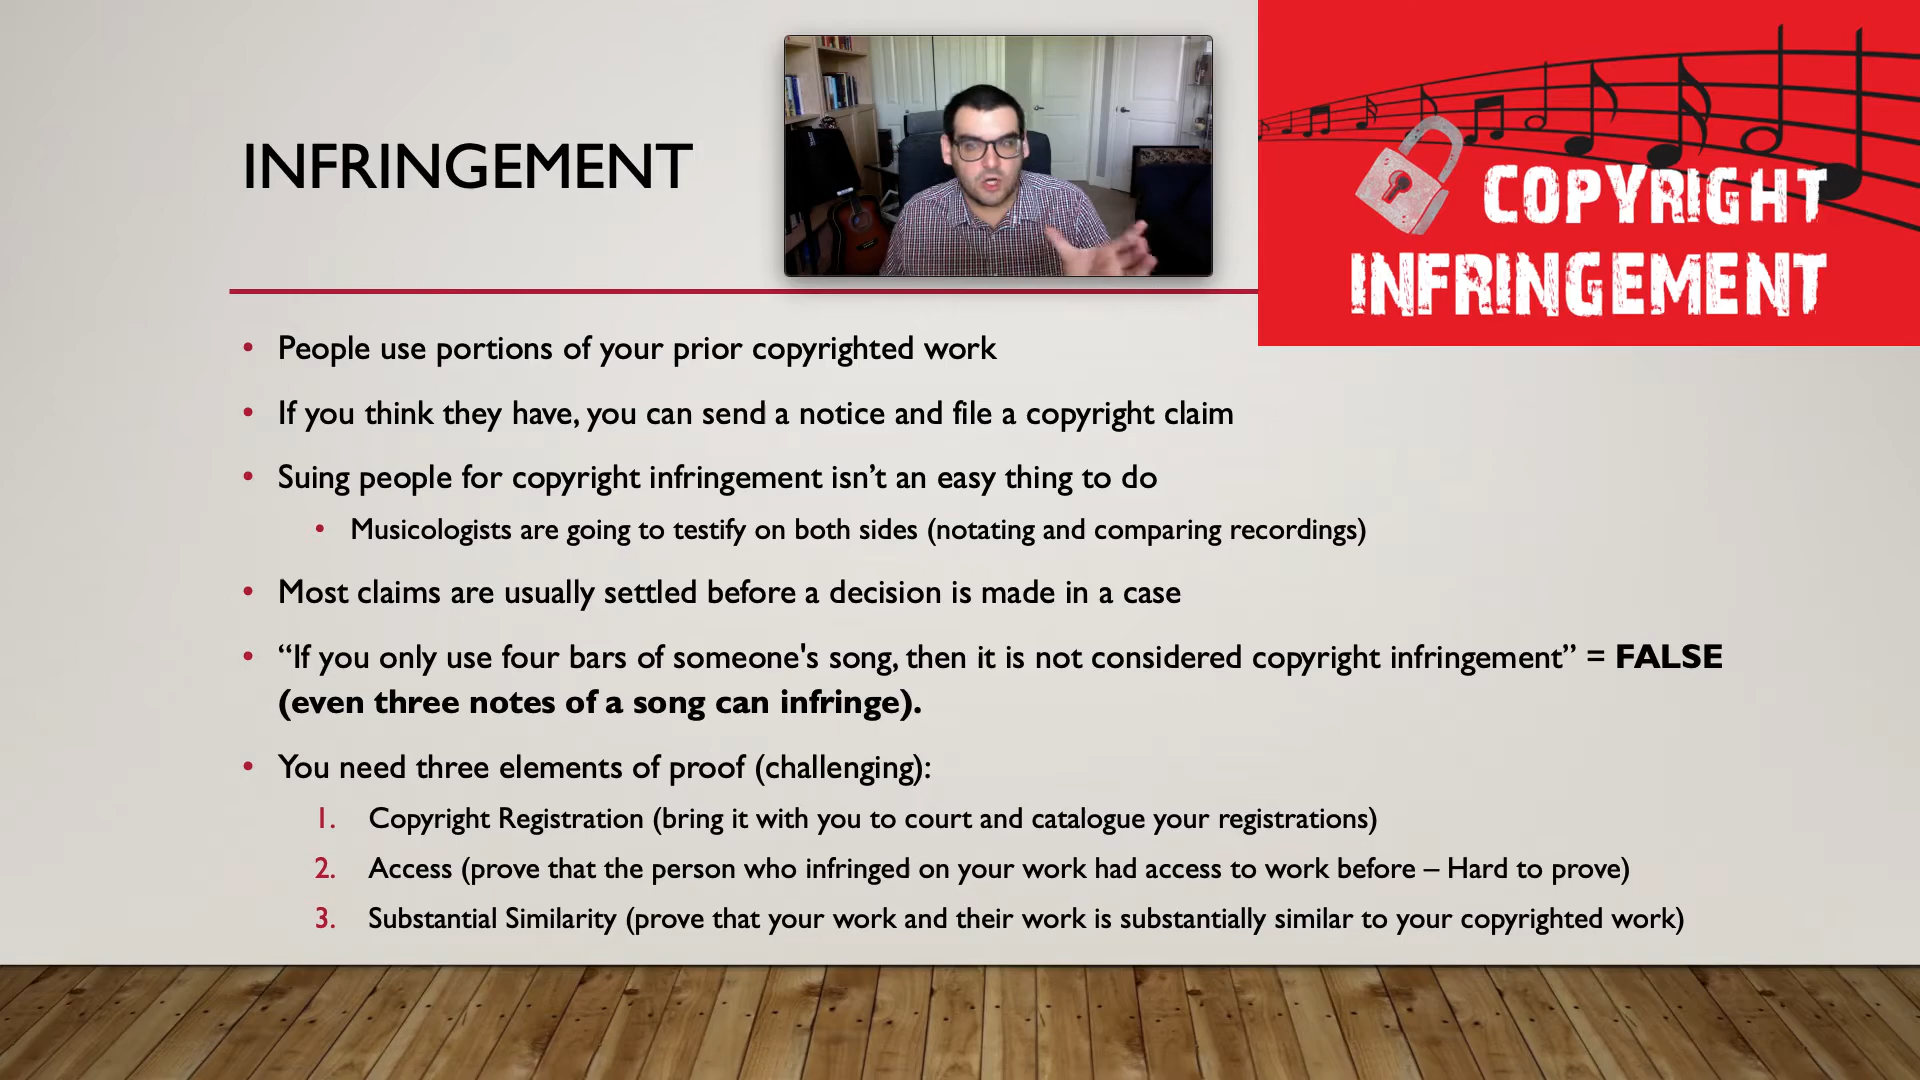 INFRINGEMENT
COPYRIGHT
INFRINGEMENT
• People use portions of your prior copyrighted work
• If you think they have, you can send a notice and file a copyright claim
• Suing people for copyright infringement isn’t an easy thing to do
• Musicologists are going to testify on both sides (notating and comparing recordings)
• Most claims are usually settled before a decision is made in a case
• “If you only use four bars of someone's song, then it is not considered copyright infringement” = FALSE
(even three notes of a song can infringe).
• You need three elements of proof (challenging):
1. Copyright Registration (bring it with you to court and catalogue your registrations)
2. Access (prove that the person who infringed on your work had access to work before – Hard to prove)
3. Substantial Similarity (prove that your work and their work is substantially similar to your copyrighted work)